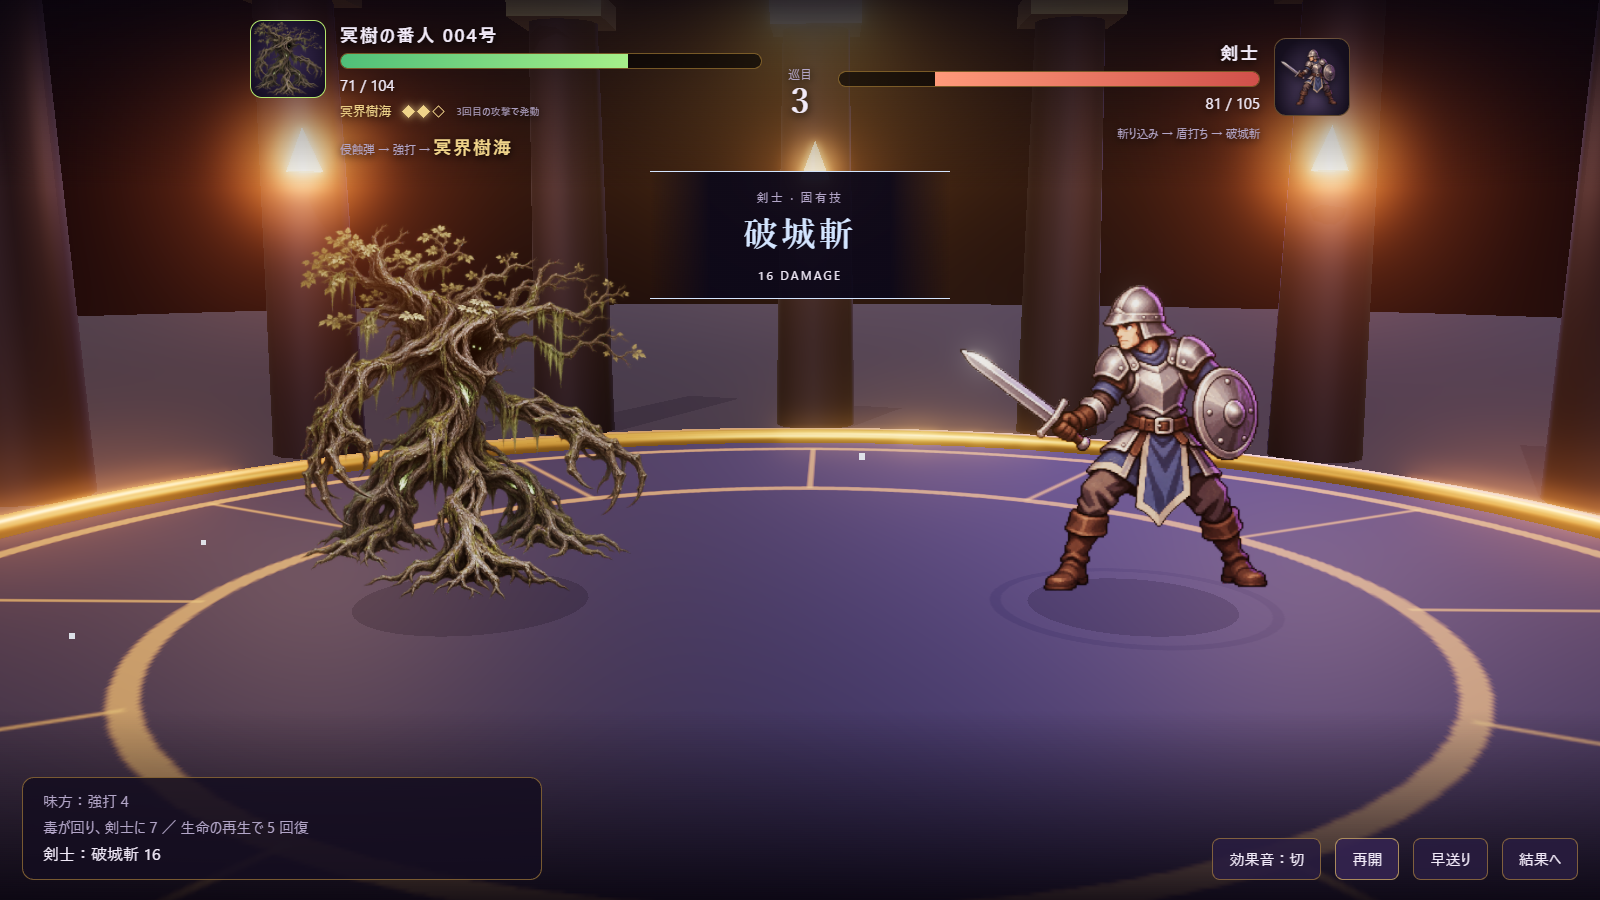 冥樹の番人 004号
71 / 104
冥界樹海 ◆◆◇ 3回目の攻撃で発動
侵蝕弾 → 強打 → 冥界樹海
巡目
3
剣士
81 / 105
斬り込み → 盾打ち → 破城斬
剣士 · 固有技
破城斬
16 DAMAGE
味方：強打 4
毒が回り、剣士に 7 ／ 生命の再生で 5 回復
剣士：破城斬 16
効果音：切
再開
早送り
結果へ